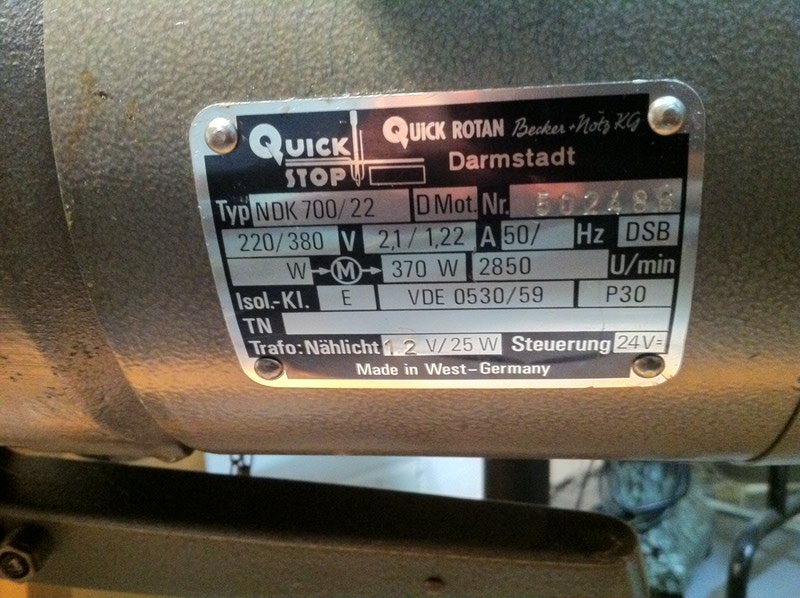 QUICK STOP QUICK ROTAN Becker + Notz KG
Darmstadt
Typ NDK 700/22 D Mot. Nr. 502488
220/380 V 2,1 / 1,22 A 50/ Hz DSB
W M 370 W 2850 U/min
Isol.-Kl. E VDE 0530/59 P30
TN
Trafo: Nählicht 12 V/25 W Steuerung 24V=
Made in West-Germany